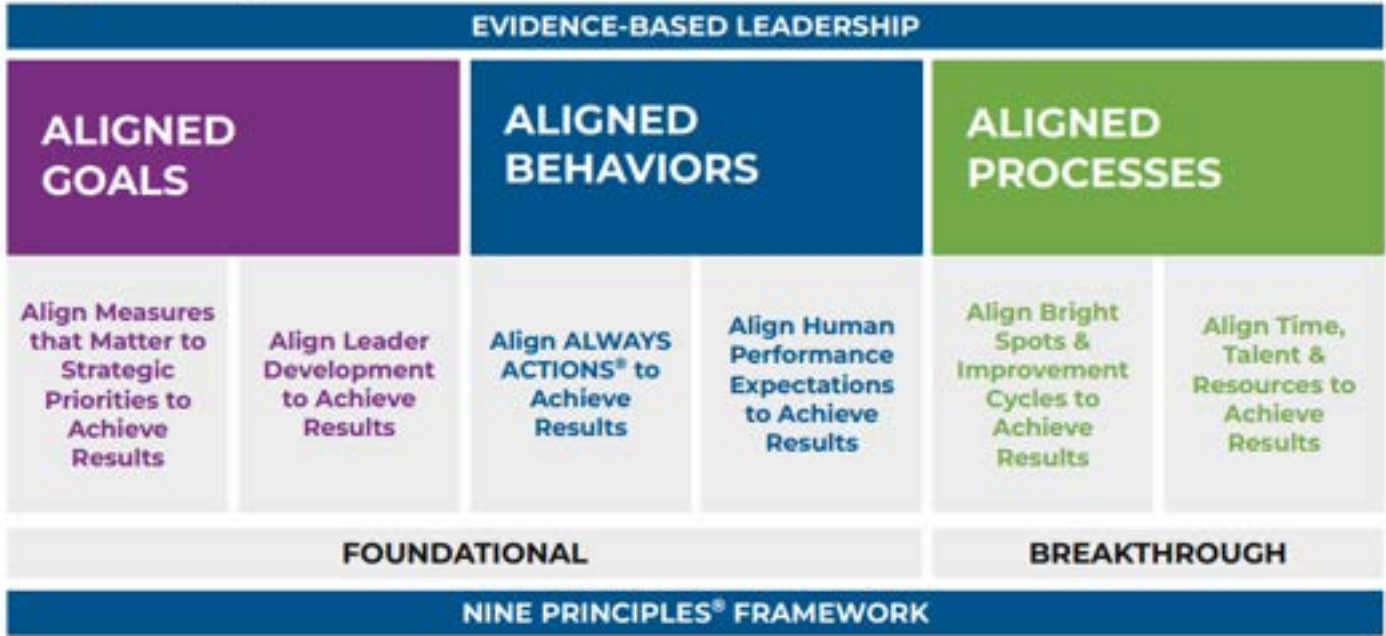 EVIDENCE-BASED LEADERSHIP
ALIGNED
GOALS
ALIGNED
BEHAVIORS
ALIGNED
PROCESSES
Align Measures
that Matter to
Strategic
Priorities to
Achieve
Results
Align Leader
Development
to Achieve
Results
Align ALWAYS
ACTIONS® to
Achieve
Results
Align Human
Performance
Expectations
to Achieve
Results
Align Bright
Spots &
Improvement
Cycles to
Achieve
Results
Align Time,
Talent &
Resources to
Achieve
Results
FOUNDATIONAL
BREAKTHROUGH
NINE PRINCIPLES® FRAMEWORK